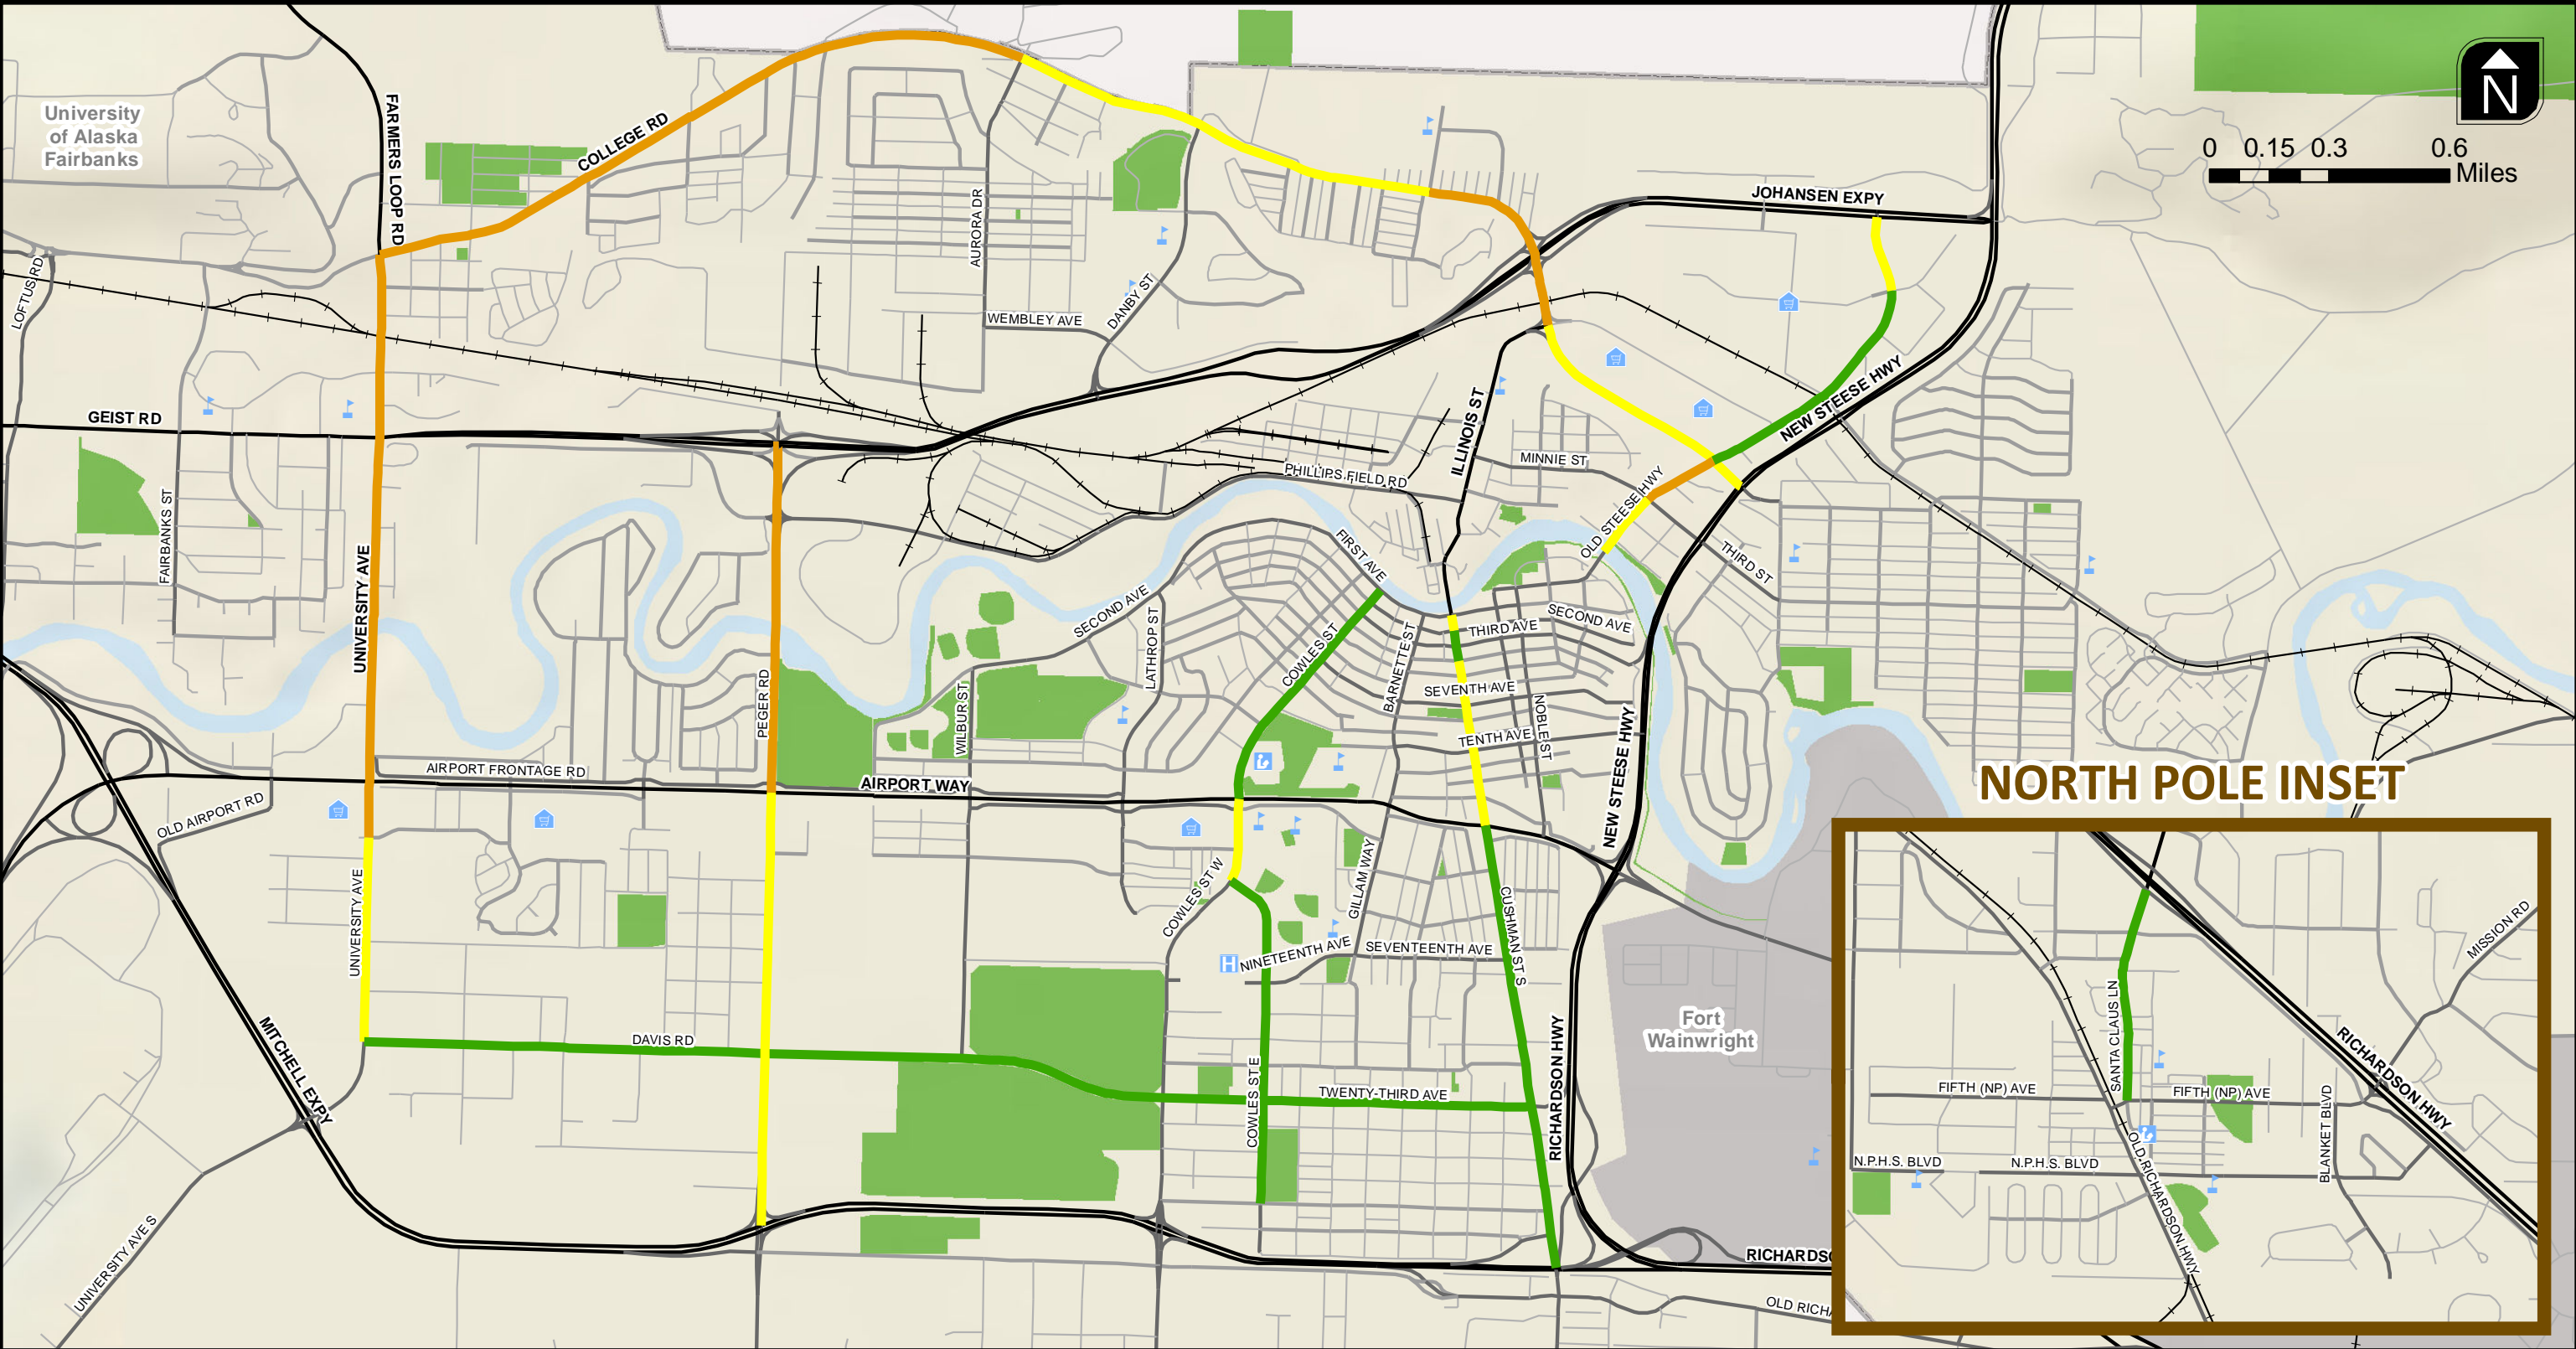 N
0 0.15 0.3 0.6
Miles
University
of Alaska
Fairbanks
FARMERS LOOP RD
COLLEGE RD
JOHANSEN EXPY
AURORA DR
LOFTUS RD
DANBY ST
WEMBLEY AVE
GEIST RD
ILLINOIS ST
NEW STEESE HWY
MINNIE ST
PHILLIPS FIELD RD
OLD STEESE HWY
FAIRBANKS ST
UNIVERSITY AVE
FIRST AVE
THIRD ST
SECOND AVE
SECOND AVE
THIRD AVE
LATHROP ST
COWLES ST
BARNETTE ST
PEGER RD
WILBUR ST
SEVENTH AVE
NOBLE ST
TENTH AVE
NEW STEESE HWY
AIRPORT FRONTAGE RD
AIRPORT WAY
OLD AIRPORT RD
NORTH POLE INSET
UNIVERSITY AVE
COWLES ST W
GILLAM WAY
CUSHMAN ST S
H
NINETEENTH AVE
SEVENTEENTH AVE
Fort
Wainwright
MITCHELL EXPY
DAVIS RD
COWLES ST E
TWENTY-THIRD AVE
RICHARDSON HWY
UNIVERSITY AVE S
RICHARDSO
OLD RICHA
MISSION RD
SANTA CLAUS LN
RICHARDSON HWY
FIFTH (NP) AVE
FIFTH (NP) AVE
BLANKET BLVD
N.P.H.S. BLVD
N.P.H.S. BLVD
OLD RICHARDSON HWY